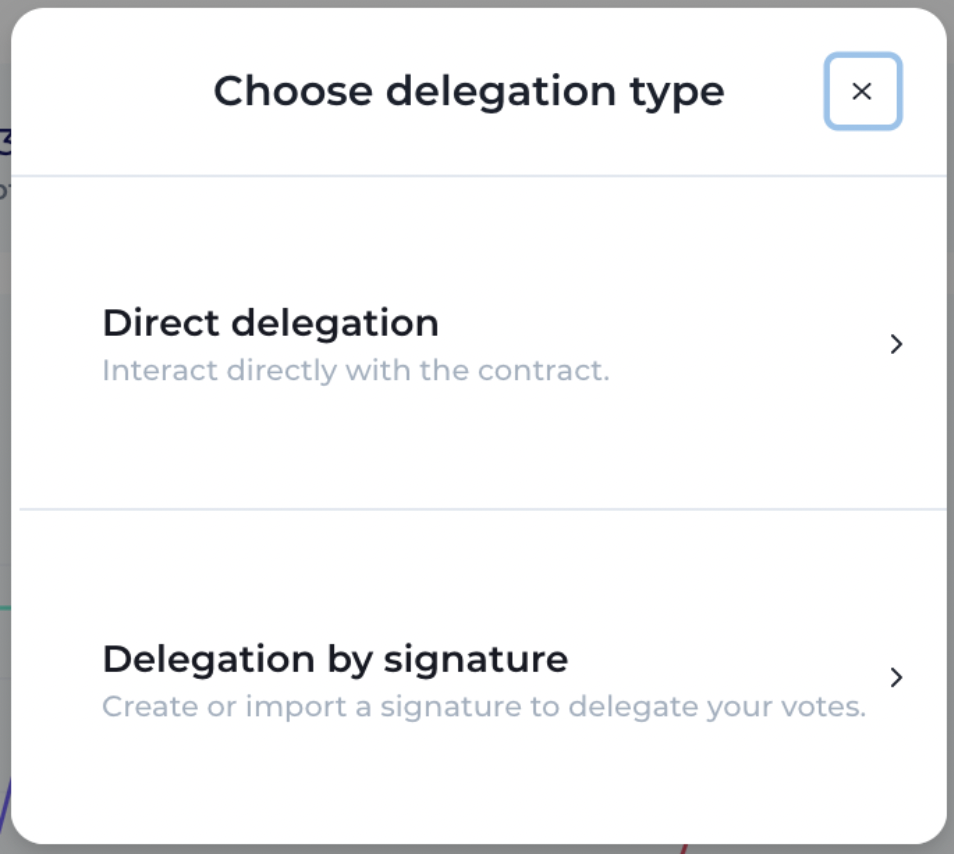 Choose delegation type
Direct delegation
Interact directly with the contract.
Delegation by signature
Create or import a signature to delegate your votes.